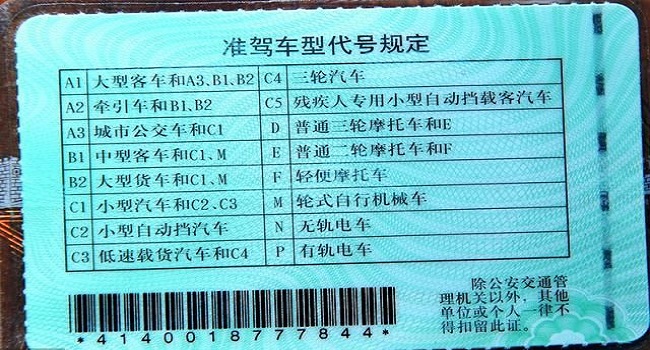 准驾车型代号规定
A1 大型客车和A3、B1、B2 C4 三轮汽车
A2 牵引车和B1、B2 C5 残疾人专用小型自动挡载客汽车
A3 城市公交车和C1 D 普通三轮摩托车和E
B1 中型客车和C1、M E 普通二轮摩托车和F
B2 大型货车和C1、M F 轻便摩托车
C1 小型汽车和C2、C3 M 轮式自行机械车
C2 小型自动挡汽车 N 无轨电车
C3 低速载货汽车和C4 P 有轨电车
除公安交通管
理机关以外，其他
单位或个人一律不
得扣留此证。
*4140018777844*